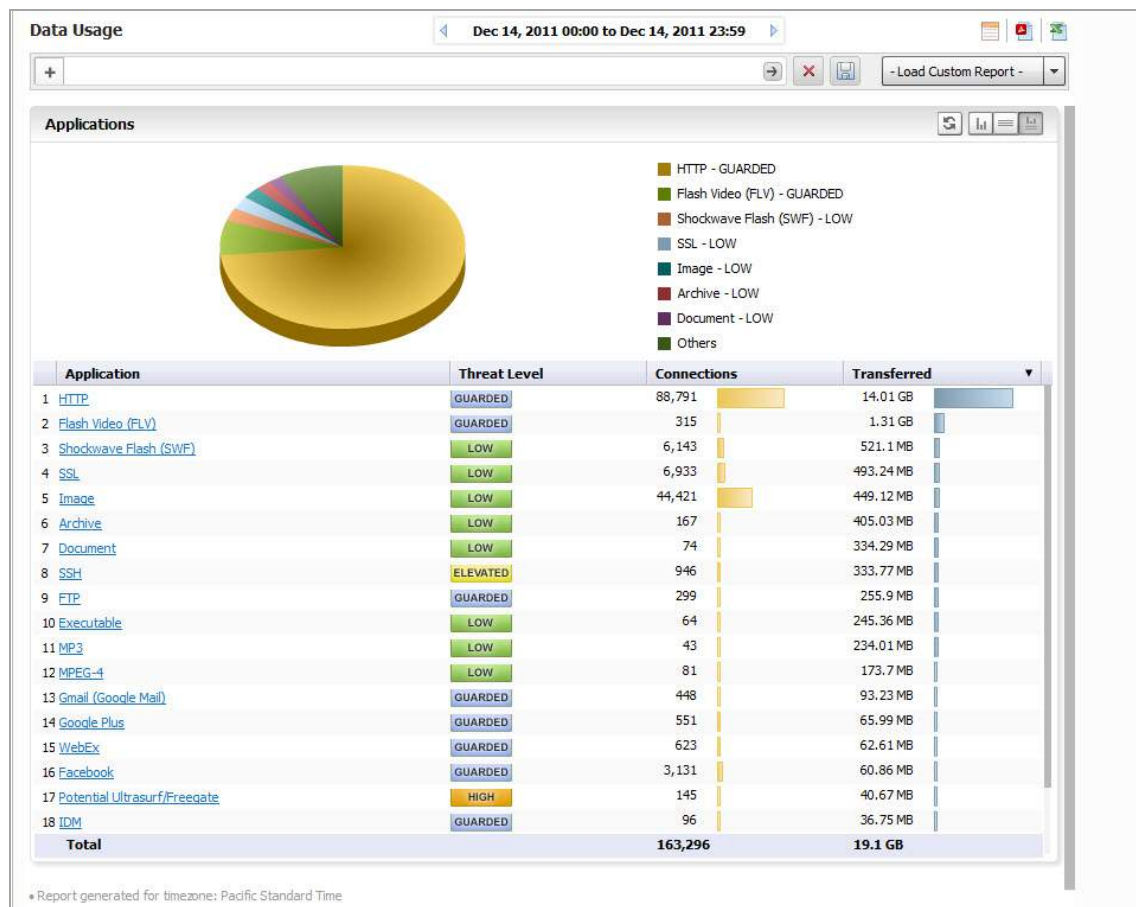 Data Usage
Dec 14, 2011 00:00 to Dec 14, 2011 23:59
- Load Custom Report -
Applications
HTTP - GUARDED
Flash Video (FLV) - GUARDED
Shockwave Flash (SWF) - LOW
SSL - LOW
Image - LOW
Archive - LOW
Document - LOW
Others
Application Threat Level Connections Transferred
1 HTTP GUARDED 88,791 14.01 GB
2 Flash Video (FLV) GUARDED 315 1.31 GB
3 Shockwave Flash (SWF) LOW 6,143 521.1 MB
4 SSL LOW 6,933 493.24 MB
5 Image LOW 44,421 449.12 MB
6 Archive LOW 167 405.03 MB
7 Document LOW 74 334.29 MB
8 SSH ELEVATED 946 333.77 MB
9 FTP GUARDED 299 255.9 MB
10 Executable LOW 64 245.36 MB
11 MP3 LOW 43 234.01 MB
12 MPEG-4 LOW 81 173.7 MB
13 Gmail (Google Mail) GUARDED 448 93.23 MB
14 Google Plus GUARDED 551 65.99 MB
15 WebEx GUARDED 623 62.61 MB
16 Facebook GUARDED 3,131 60.86 MB
17 Potential Ultrasurf/Freegate HIGH 145 40.67 MB
18 IDM GUARDED 96 36.75 MB
Total 163,296 19.1 GB
• Report generated for timezone: Pacific Standard Time